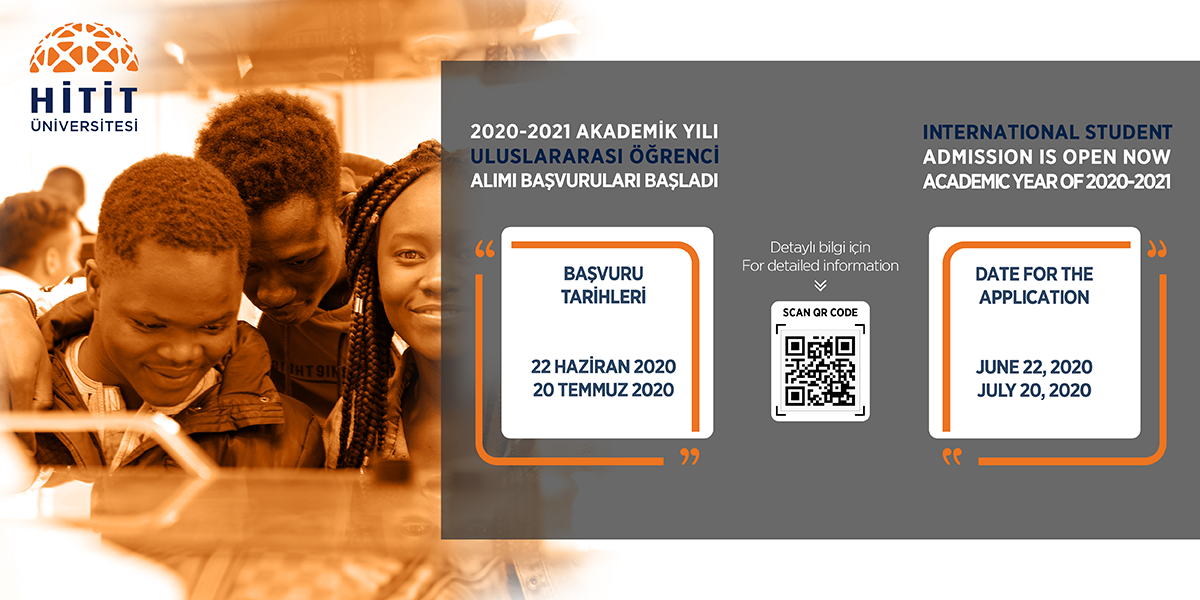 HİTİT
ÜNİVERSİTESİ
2020-2021 AKADEMİK YILI
ULUSLARARASI ÖĞRENCİ
ALIMI BAŞVURULARI BAŞLADI
INTERNATIONAL STUDENT
ADMISSION IS OPEN NOW
ACADEMIC YEAR OF 2020-2021
BAŞVURU
TARİHLERİ
22 HAZİRAN 2020
20 TEMMUZ 2020
Detaylı bilgi için
For detailed information
SCAN QR CODE
DATE FOR THE
APPLICATION
JUNE 22, 2020
JULY 20, 2020